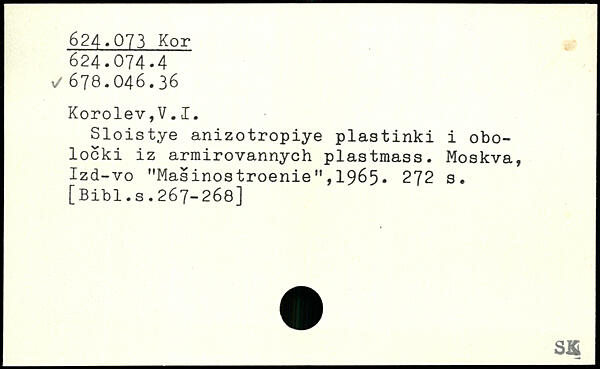 624.073 Kor
624.074.4
✓ 678.046.36
Korolev,V.I.
Sloistye anizotropiye plastinki i obo-
ločki iz armirovannych plastmass. Moskva,
Izd-vo "Mašinostroenie",1965. 272 s.
[Bibl.s.267-268]
SK